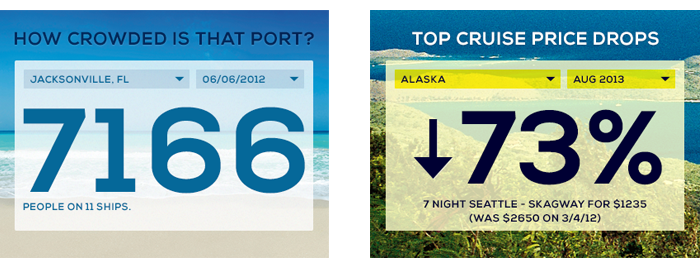 HOW CROWDED IS THAT PORT?
JACKSONVILLE, FL
06/06/2012
7166
PEOPLE ON 11 SHIPS.
TOP CRUISE PRICE DROPS
ALASKA
AUG 2013
↓73%
7 NIGHT SEATTLE - SKAGWAY FOR $1235
(WAS $2650 ON 3/4/12)